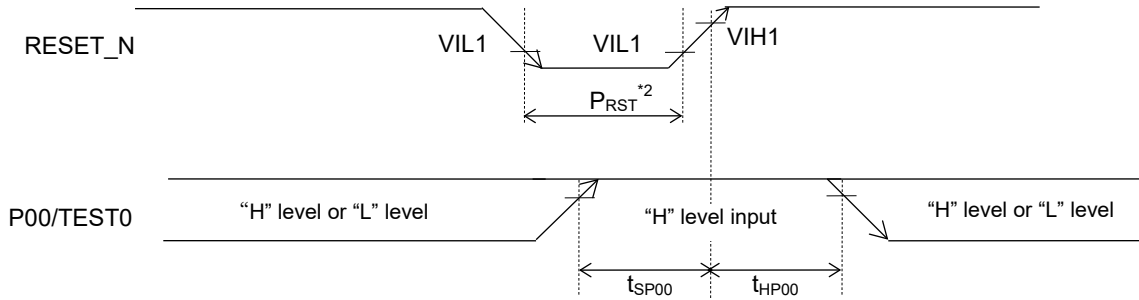 RESET_N
VIL1
VIL1
VIH1
PRST*2
P00/TEST0
“H” level or “L” level
“H” level input
“H” level or “L” level
tSP00
tHP00